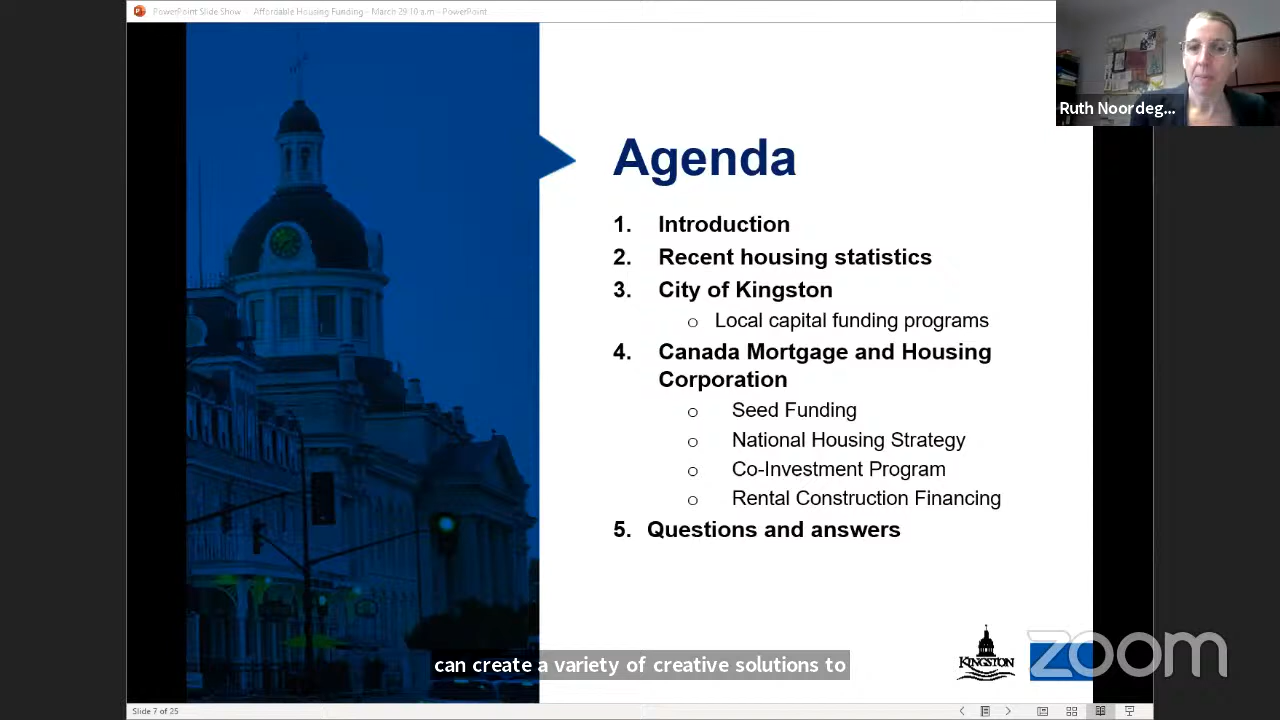 PowerPoint Slide Show - Affordable Housing Funding - March 29 10 a.m - PowerPoint
Ruth Noordeg...
Agenda
1. Introduction
2. Recent housing statistics
3. City of Kingston
o Local capital funding programs
4. Canada Mortgage and Housing
Corporation
o Seed Funding
o National Housing Strategy
o Co-Investment Program
o Rental Construction Financing
5. Questions and answers
can create a variety of creative solutions to
KINGSTON
zoom
Slide 7 of 25